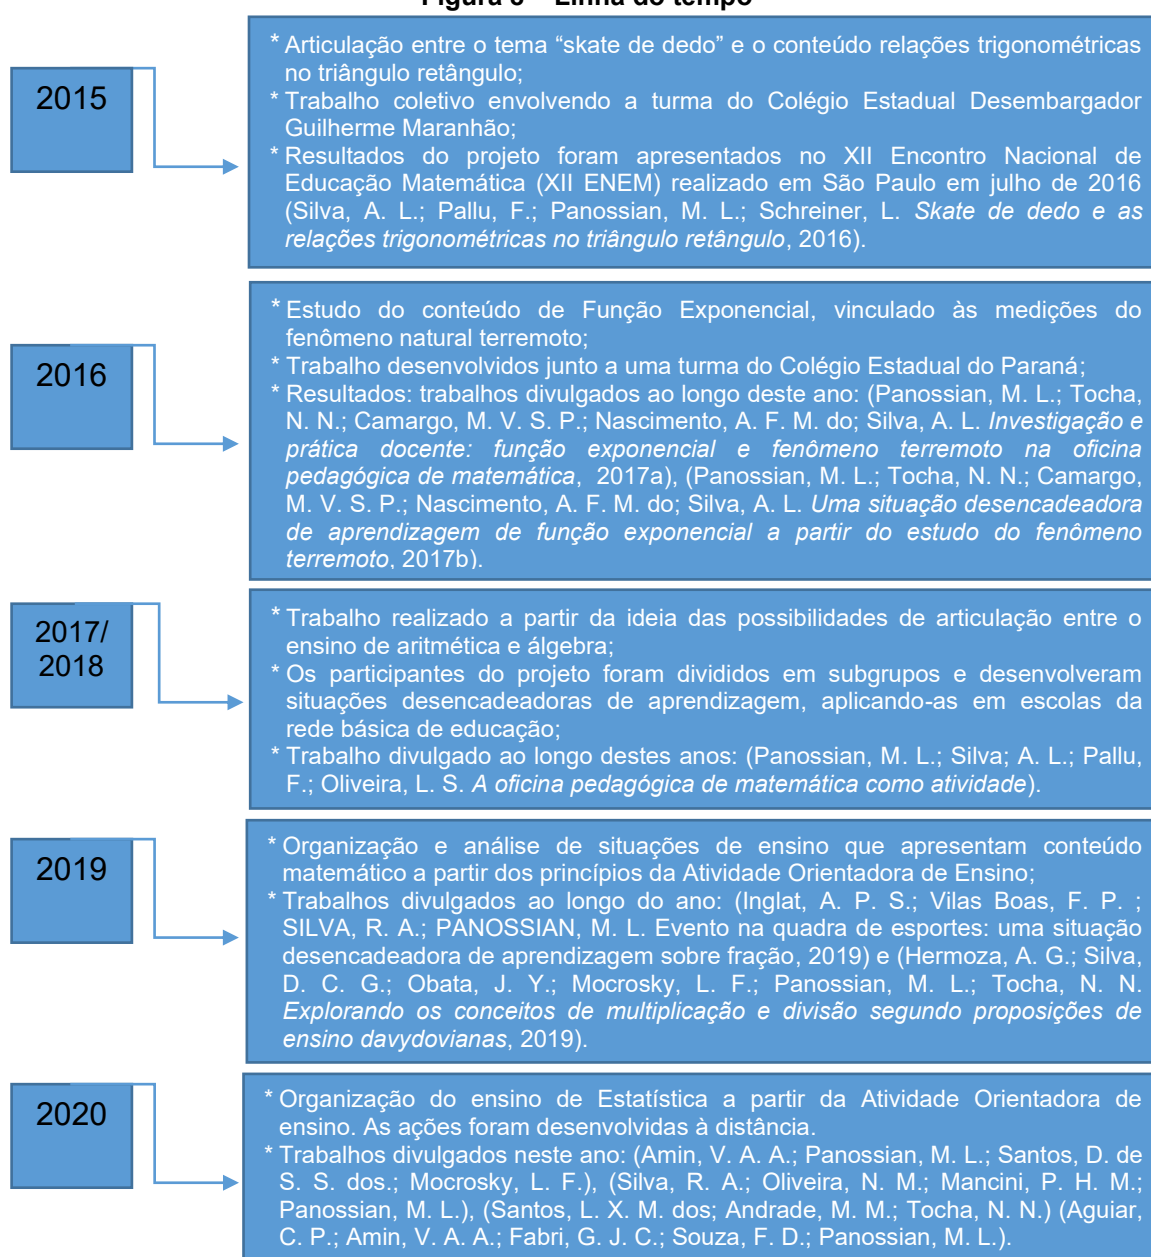 Figura 3 – Linha do tempo
2015
* Articulação entre o tema “skate de dedo” e o conteúdo relações trigonométricas
no triângulo retângulo;
* Trabalho coletivo envolvendo a turma do Colégio Estadual Desembargador
Guilherme Maranhão;
* Resultados do projeto foram apresentados no XII Encontro Nacional de
Educação Matemática (XII ENEM) realizado em São Paulo em julho de 2016
(Silva, A. L.; Pallu, F.; Panossian, M. L.; Schreiner, L. Skate de dedo e as
relações trigonométricas no triângulo retângulo, 2016).
2016
* Estudo do conteúdo de Função Exponencial, vinculado às medições do
fenômeno natural terremoto;
* Trabalho desenvolvidos junto a uma turma do Colégio Estadual do Paraná;
* Resultados: trabalhos divulgados ao longo deste ano: (Panossian, M. L.; Tocha,
N. N.; Camargo, M. V. S. P.; Nascimento, A. F. M. do; Silva, A. L. Investigação e
prática docente: função exponencial e fenômeno terremoto na oficina
pedagógica de matemática, 2017a), (Panossian, M. L.; Tocha, N. N.; Camargo,
M. V. S. P.; Nascimento, A. F. M. do; Silva, A. L. Uma situação desencadeadora
de aprendizagem de função exponencial a partir do estudo do fenômeno
terremoto, 2017b).
2017/
2018
* Trabalho realizado a partir da ideia das possibilidades de articulação entre o
ensino de aritmética e álgebra;
* Os participantes do projeto foram divididos em subgrupos e desenvolveram
situações desencadeadoras de aprendizagem, aplicando-as em escolas da
rede básica de educação;
* Trabalho divulgado ao longo destes anos: (Panossian, M. L.; Silva; A. L.; Pallu,
F.; Oliveira, L. S. A oficina pedagógica de matemática como atividade).
2019
* Organização e análise de situações de ensino que apresentam conteúdo
matemático a partir dos princípios da Atividade Orientadora de Ensino;
* Trabalhos divulgados ao longo do ano: (Inglat, A. P. S.; Vilas Boas, F. P. ;
SILVA, R. A.; PANOSSIAN, M. L. Evento na quadra de esportes: uma situação
desencadeadora de aprendizagem sobre fração, 2019) e (Hermoza, A. G.; Silva,
D. C. G.; Obata, J. Y.; Mocrosky, L. F.; Panossian, M. L.; Tocha, N. N.
Explorando os conceitos de multiplicação e divisão segundo proposições de
ensino davydovianas, 2019).
2020
* Organização do ensino de Estatística a partir da Atividade Orientadora de
ensino. As ações foram desenvolvidas à distância.
* Trabalhos divulgados neste ano: (Amin, V. A. A.; Panossian, M. L.; Santos, D. de
S. S. dos.; Mocrosky, L. F.), (Silva, R. A.; Oliveira, N. M.; Mancini, P. H. M.;
Panossian, M. L.), (Santos, L. X. M. dos; Andrade, M. M.; Tocha, N. N.) (Aguiar,
C. P.; Amin, V. A. A.; Fabri, G. J. C.; Souza, F. D.; Panossian, M. L.).